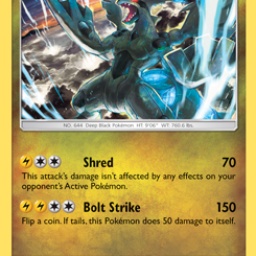 NO. 644 Deep Black Pokémon HT: 9'06" WT: 760.6 lbs.
Shred 70
This attack's damage isn't affected by any effects on
your opponent's Active Pokémon.
Bolt Strike 150
Flip a coin. If tails, this Pokémon does 50 damage to itself.